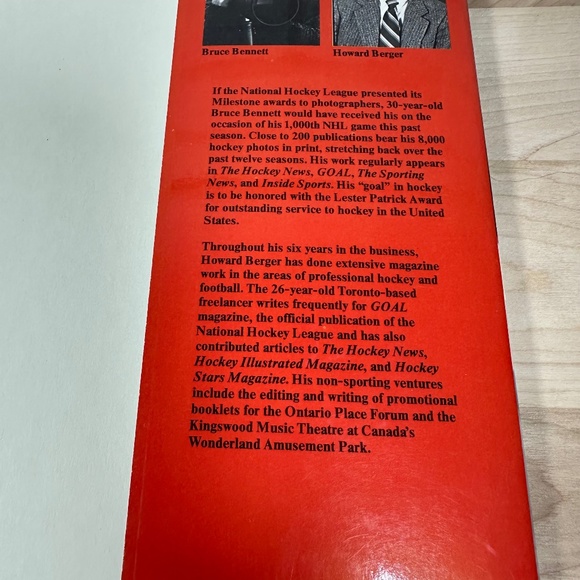 Bruce Bennett
Howard Berger
If the National Hockey League presented its
Milestone awards to photographers, 30-year-old
Bruce Bennett would have received his on the
occasion of his 1,000th NHL game this past
season. Close to 200 publications bear his 8,000
hockey photos in print, stretching back over the
past twelve seasons. His work regularly appears
in The Hockey News, GOAL, The Sporting
News, and Inside Sports. His “goal” in hockey
is to be honored with the Lester Patrick Award
for outstanding service to hockey in the United
States.
Throughout his six years in the business,
Howard Berger has done extensive magazine
work in the areas of professional hockey and
football. The 26-year-old Toronto-based
freelancer writes frequently for GOAL
magazine, the official publication of the
National Hockey League and has also
contributed articles to The Hockey News,
Hockey Illustrated Magazine, and Hockey
Stars Magazine. His non-sporting ventures
include the editing and writing of promotional
booklets for the Ontario Place Forum and the
Kingswood Music Theatre at Canada's
Wonderland Amusement Park.